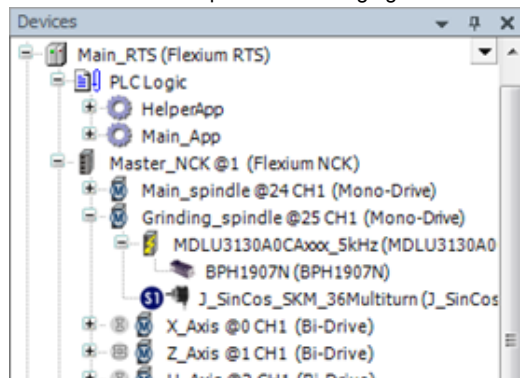 Devices
Main_RTS (Flexium RTS)
PLC Logic
HelperApp
Main_App
Master_NCK @1 (Flexium NCK)
Main_spindle @24 CH1 (Mono-Drive)
Grinding_spindle @25 CH1 (Mono-Drive)
MDLU3130A0CAxxx_5kHz (MDLU3130A0
BPH1907N (BPH1907N)
S1 J_SinCos_SKM_36Multiturn (J_SinCos
X_Axis @0 CH1 (Bi-Drive)
Z_Axis @1 CH1 (Bi-Drive)